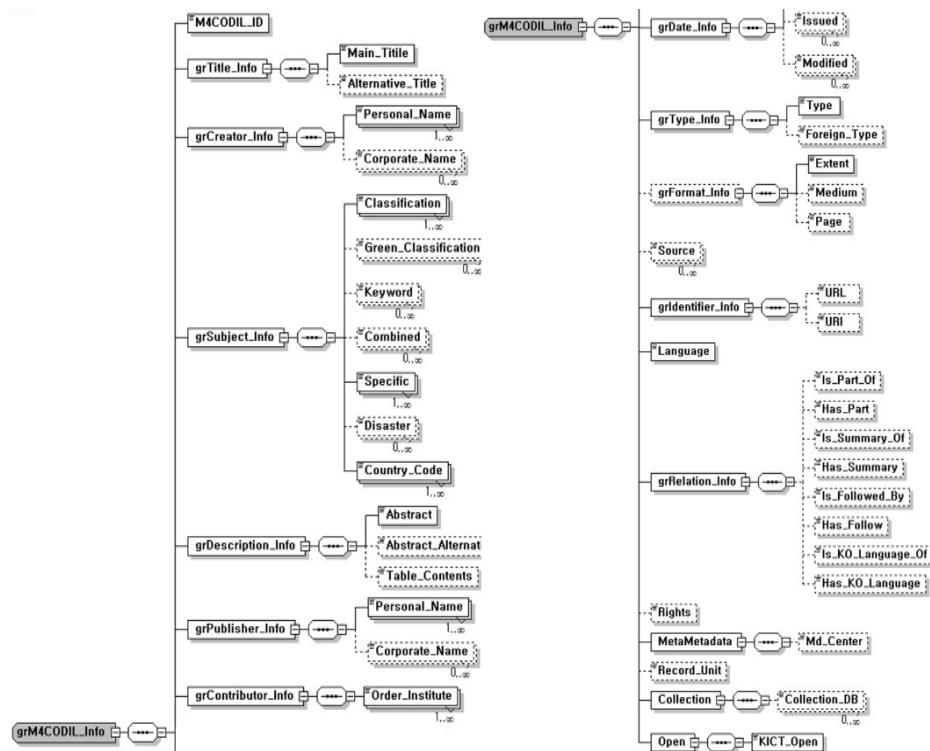 M4CODIL_ID
grTitle_Info
Main_Titile
Alternative_Title
grCreator_Info
Personal_Name
1..∞
Corporate_Name
0..∞
grSubject_Info
Classification
1..∞
Green_Classification
0..∞
Keyword
0..∞
Combined
0..∞
Specific
1..∞
Disaster
0..∞
Country_Code
1..∞
grDescription_Info
Abstract
Abstract_Alternat
Table_Contents
grPublisher_Info
Personal_Name
1..∞
Corporate_Name
0..∞
grContributor_Info
Order_Institute
1..∞
grM4CODIL_Info
grM4CODIL_Info
grDate_Info
Issued
0..∞
Modified
0..∞
grType_Info
Type
Foreign_Type
grFormat_Info
Extent
Medium
Page
Source
0..∞
grIdentifier_Info
URL
URI
Language
grRelation_Info
Is_Part_Of
Has_Part
Is_Summary_Of
Has_Summary
Is_Followed_By
Has_Follow
Is_KO_Language_Of
Has_KO_Language
Rights
MetaMetadata
Md_Center
Record_Unit
Collection
Collection_DB
0..∞
Open
KICT_Open